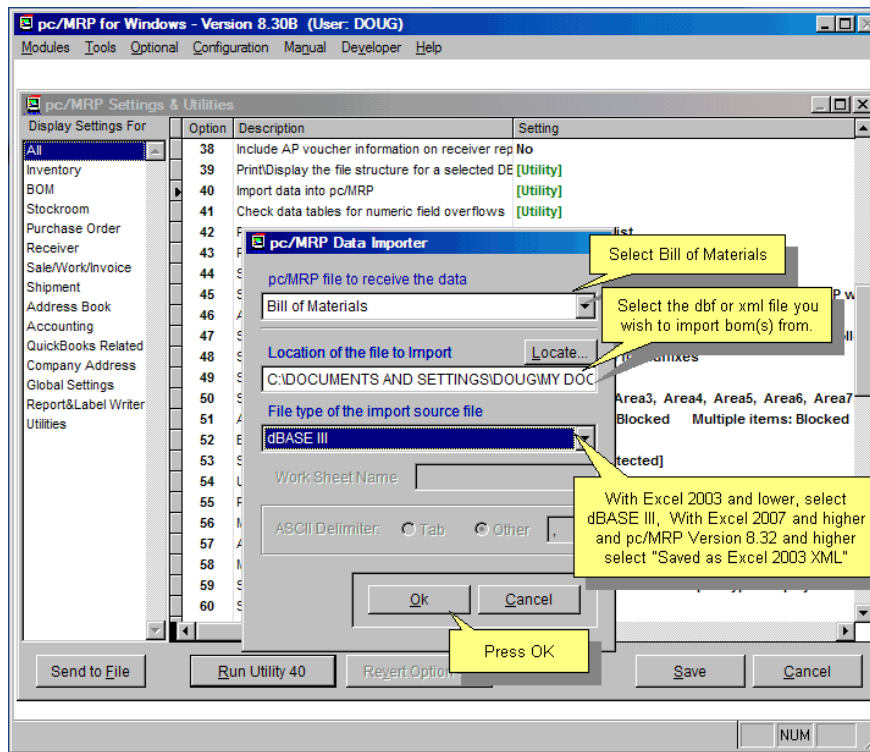 pc/MRP for Windows - Version 8.30B (User: DOUG)
Modules Tools Optional Configuration Manual Developer Help
pc/MRP Settings & Utilities
Display Settings For
All
Inventory
BOM
Stockroom
Purchase Order
Receiver
Sale/Work/Invoice
Shipment
Address Book
Accounting
QuickBooks Related
Company Address
Global Settings
Report&Label Writer
Utilities
Option Description Setting
38 Include AP voucher information on receiver rep No
39 Print\Display the file structure for a selected DB [Utility]
40 Import data into pc/MRP [Utility]
41 Check data tables for numeric field overflows [Utility]
42 list
43
44
45 P w
46
47 oll
48
49
50 Area3, Area4, Area5, Area6, Area7
51 Blocked Multiple items: Blocked
52
53 tected]
54
55
56
57
58
59
60
pc/MRP Data Importer
pc/MRP file to receive the data
Bill of Materials
Location of the file to Import Locate...
C:\DOCUMENTS AND SETTINGS\DOUG\MY DOC
File type of the import source file
dBASE III
Work Sheet Name
ASCII Delimiter: Tab Other ,
Ok Cancel
Select Bill of Materials
Select the dbf or xml file you
wish to import bom(s) from.
With Excel 2003 and lower, select
dBASE III, With Excel 2007 and higher
and pc/MRP Version 8.32 and higher
select "Saved as Excel 2003 XML"
Press OK
Send to File Run Utility 40 Revert Option Save Cancel
NUM